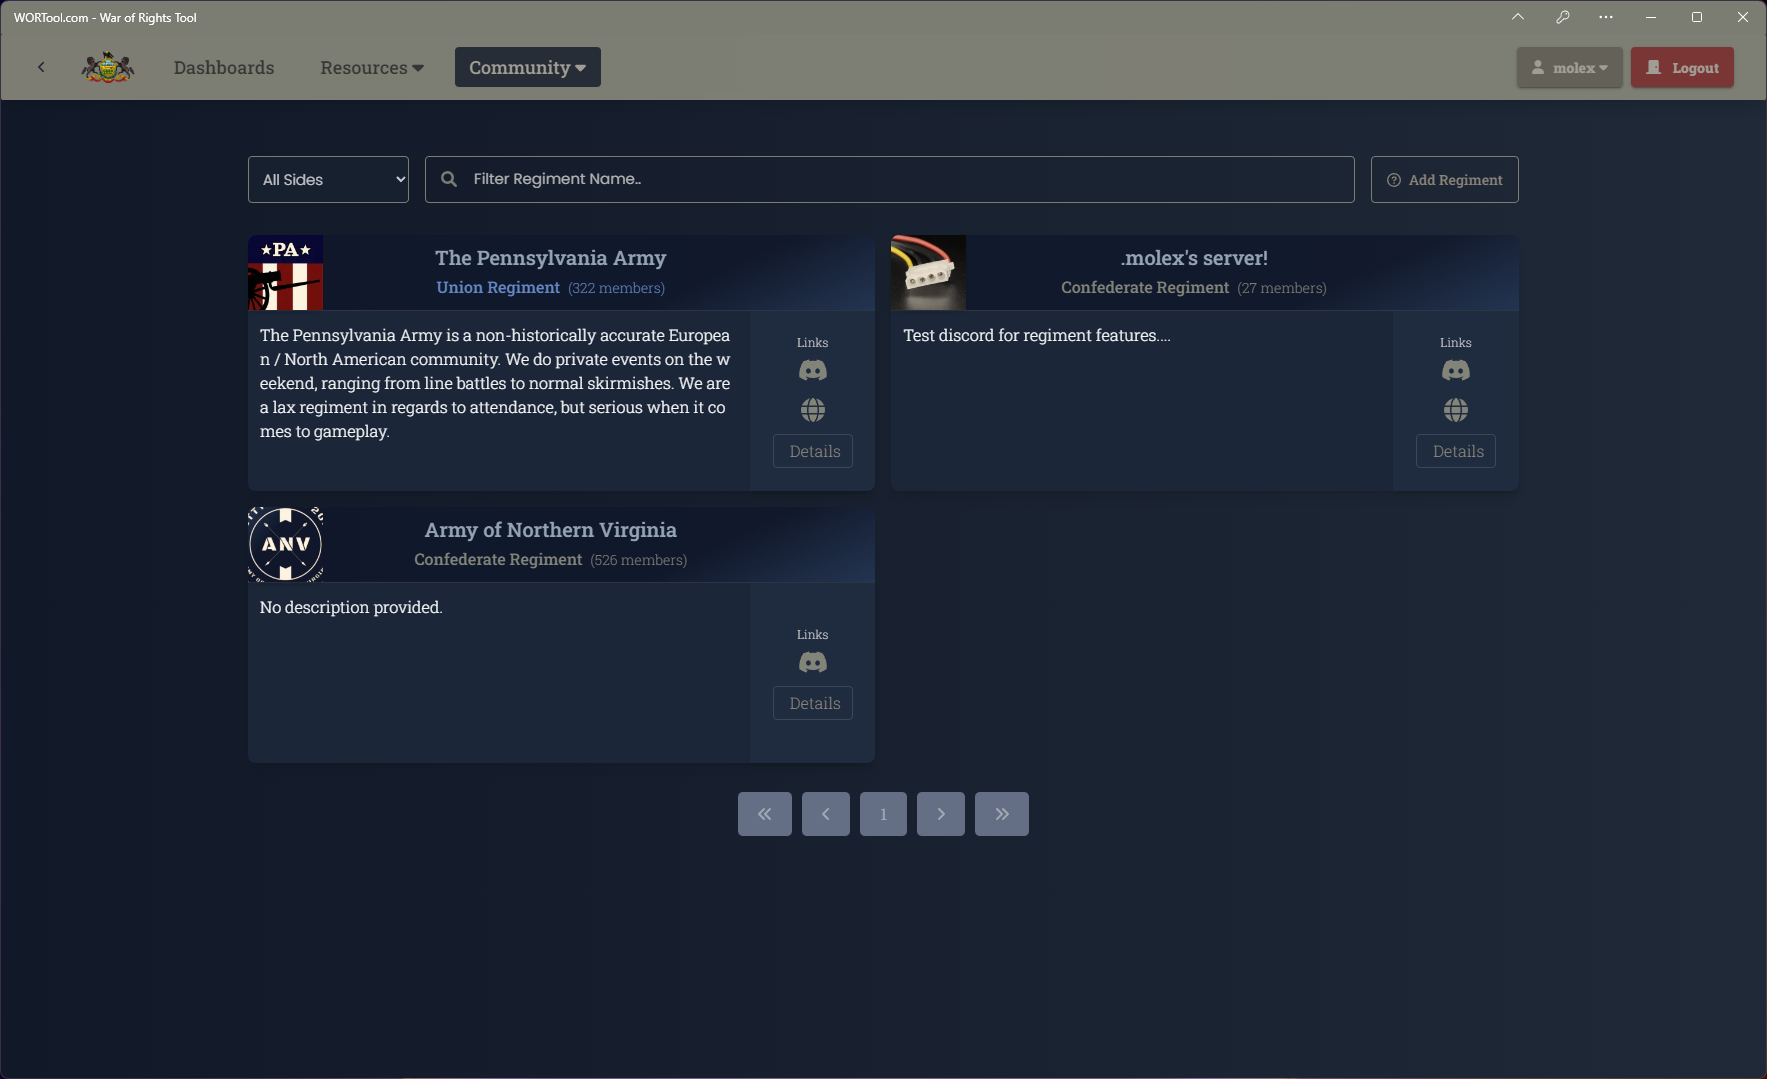 WORTool.com - War of Rights Tool
Dashboards
Resources
Community
molex
Logout
All Sides
Filter Regiment Name..
Add Regiment
PA
The Pennsylvania Army
Union Regiment (322 members)
The Pennsylvania Army is a non-historically accurate Europea
n / North American community. We do private events on the w
eekend, ranging from line battles to normal skirmishes. We are
a lax regiment in regards to attendance, but serious when it co
mes to gameplay.
Links
Details
.molex's server!
Confederate Regiment (27 members)
Test discord for regiment features....
Links
Details
ANV
Army of Northern Virginia
Confederate Regiment (526 members)
No description provided.
Links
Details
1